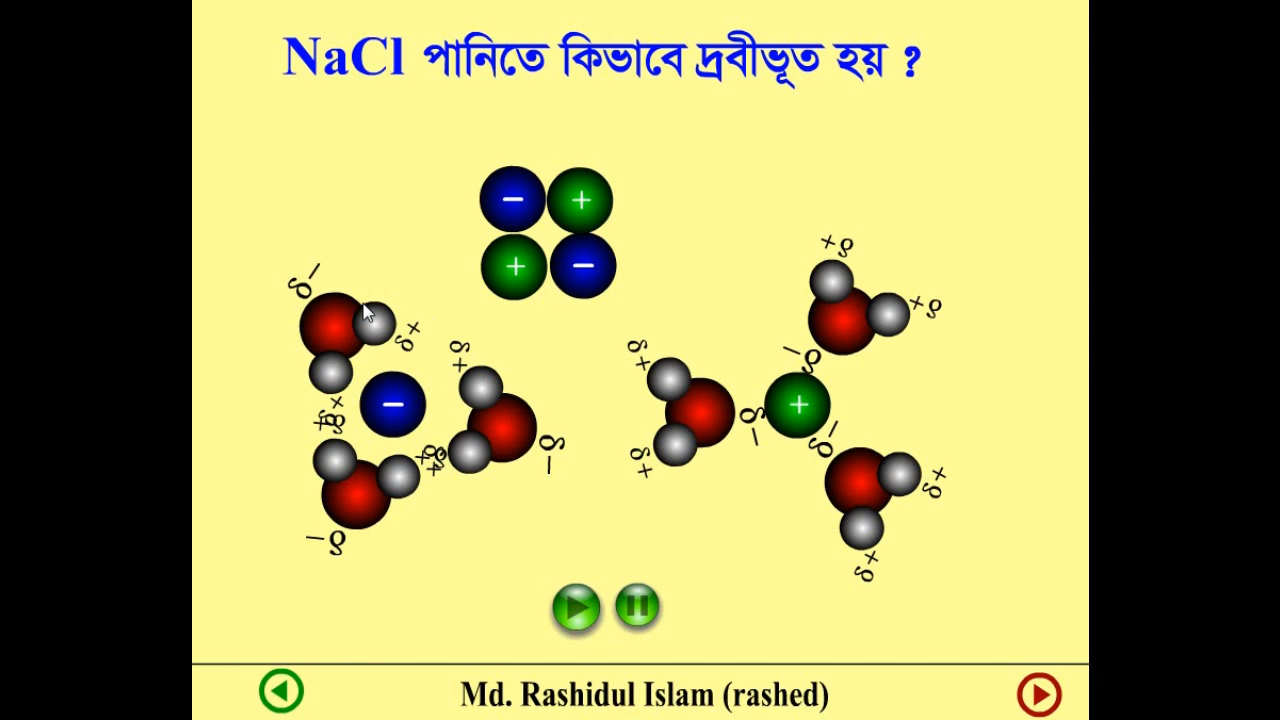 NaCl পানিতে কিভাবে দ্রবীভূত হয় ?
− +
+ −
δ+
δ−
δ+
δ+
δ+
δ+
δ−
−
+
δ−
δ+
δ−
δ+
δ+
δ+
δ−
δ+
δ−
δ+
δ+
Md. Rashidul Islam (rashed)